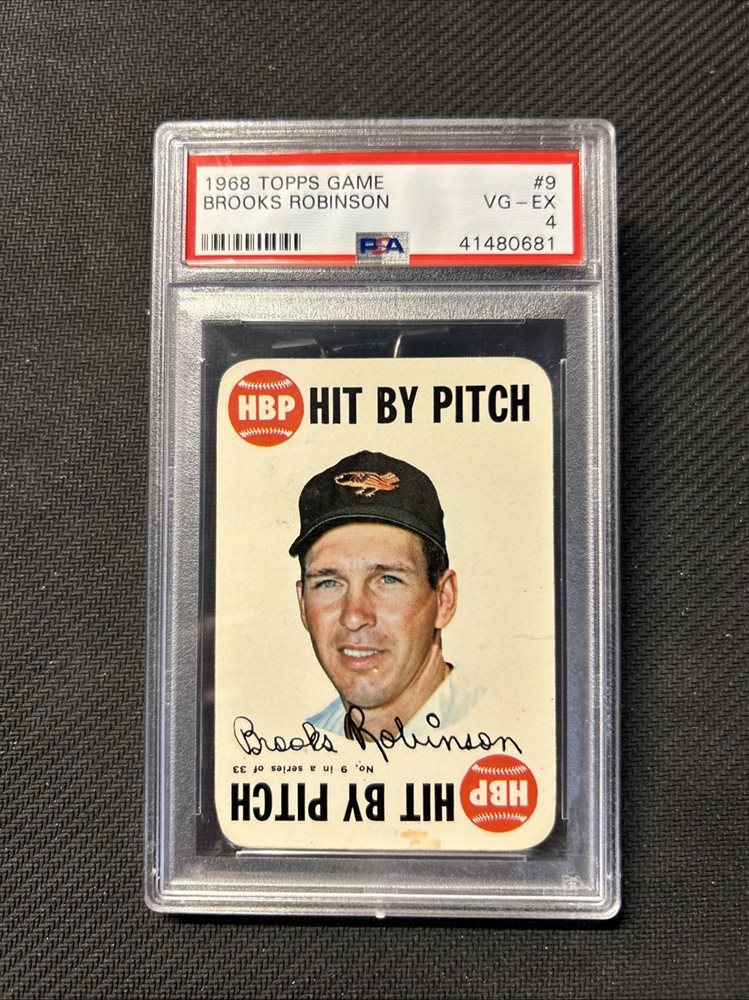 1968 TOPPS GAME #9
BROOKS ROBINSON VG-EX
4
PSA 41480681
HBP HIT BY PITCH
Brooks Robinson
No. 9 in a series of 33
HBP HIT BY PITCH